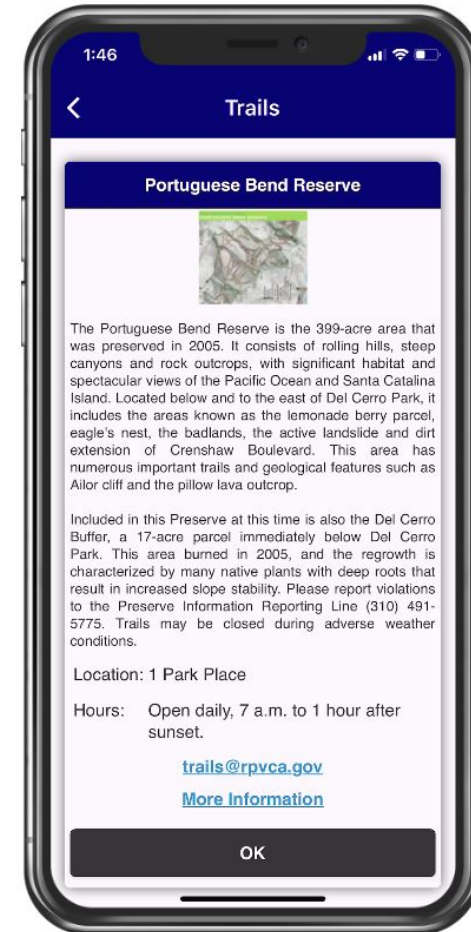 1:46
Trails
Portuguese Bend Reserve
The Portuguese Bend Reserve is the 399-acre area that
was preserved in 2005. It consists of rolling hills, steep
canyons and rock outcrops, with significant habitat and
spectacular views of the Pacific Ocean and Santa Catalina
Island. Located below and to the east of Del Cerro Park, it
includes the areas known as the lemonade berry parcel,
eagle's nest, the badlands, the active landslide and dirt
extension of Crenshaw Boulevard. This area has
numerous important trails and geological features such as
Ailor cliff and the pillow lava outcrop.
Included in this Preserve at this time is also the Del Cerro
Buffer, a 17-acre parcel immediately below Del Cerro
Park. This area burned in 2005, and the regrowth is
characterized by many native plants with deep roots that
result in increased slope stability. Please report violations
to the Preserve Information Reporting Line (310) 491-
5775. Trails may be closed during adverse weather
conditions.
Location: 1 Park Place
Hours: Open daily, 7 a.m. to 1 hour after
sunset.
trails@rpvca.gov
More Information
OK